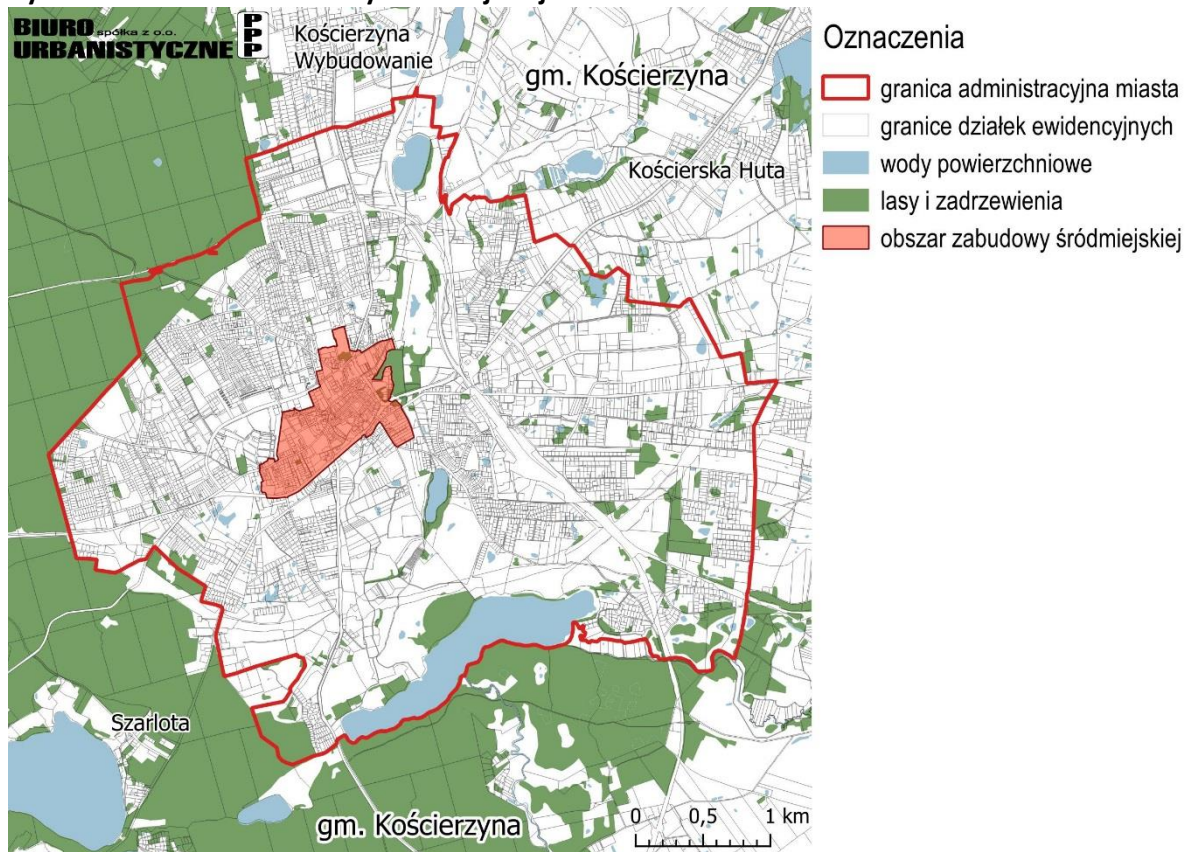 BIURO spółka z o.o.
URBANISTYCZNE
PPP
Kościerzyna
Wybudowanie
gm. Kościerzyna
Kościerska Huta
Szarlota
gm. Kościerzyna
0 0,5 1 km
Oznaczenia
granica administracyjna miasta
granice działek ewidencyjnych
wody powierzchniowe
lasy i zadrzewienia
obszar zabudowy śródmiejskiej